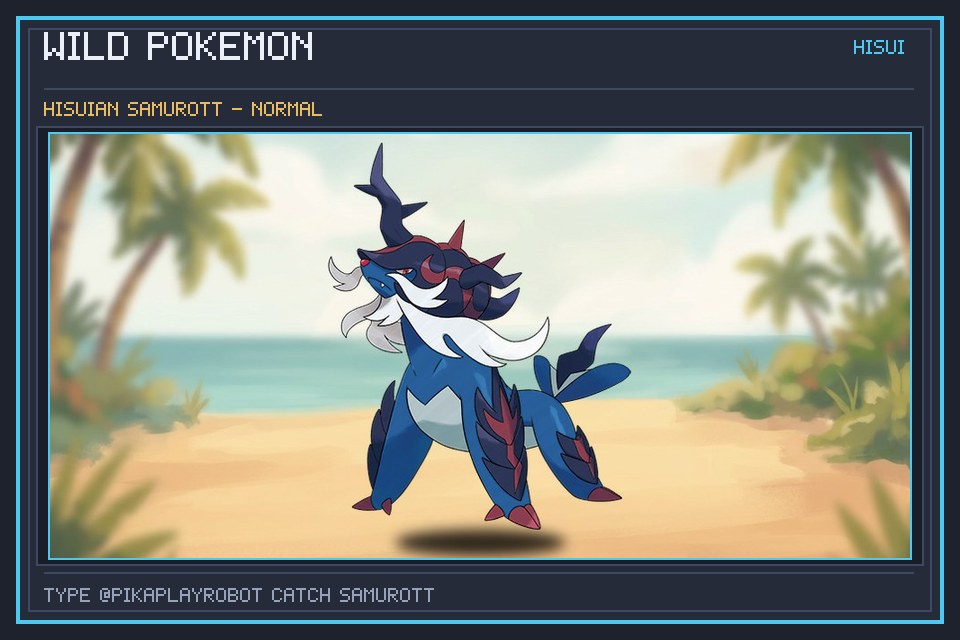 WILD POKEMON
HISUI
HISUIAN SAMUROTT - NORMAL
TYPE @PIKAPLAYROBOT CATCH SAMUROTT